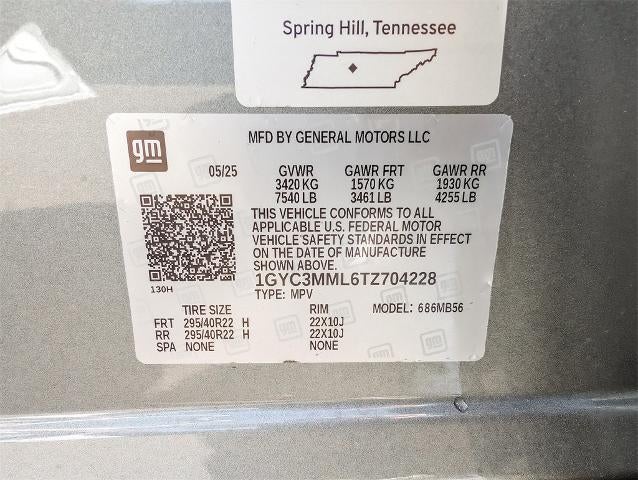 Spring Hill, Tennessee
gm
MFD BY GENERAL MOTORS LLC
05/25 GVWR GAWR FRT GAWR RR
3420 KG 1570 KG 1930 KG
7540 LB 3461 LB 4255 LB
THIS VEHICLE CONFORMS TO ALL
APPLICABLE U.S. FEDERAL MOTOR
VEHICLE SAFETY STANDARDS IN EFFECT
ON THE DATE OF MANUFACTURE
SHOWN ABOVE.
130H
1GYC3MML6TZ704228
TYPE: MPV
TIRE SIZE RIM MODEL: 686MB56
FRT 295/40R22 H 22X10J
RR 295/40R22 H 22X10J
SPA NONE NONE